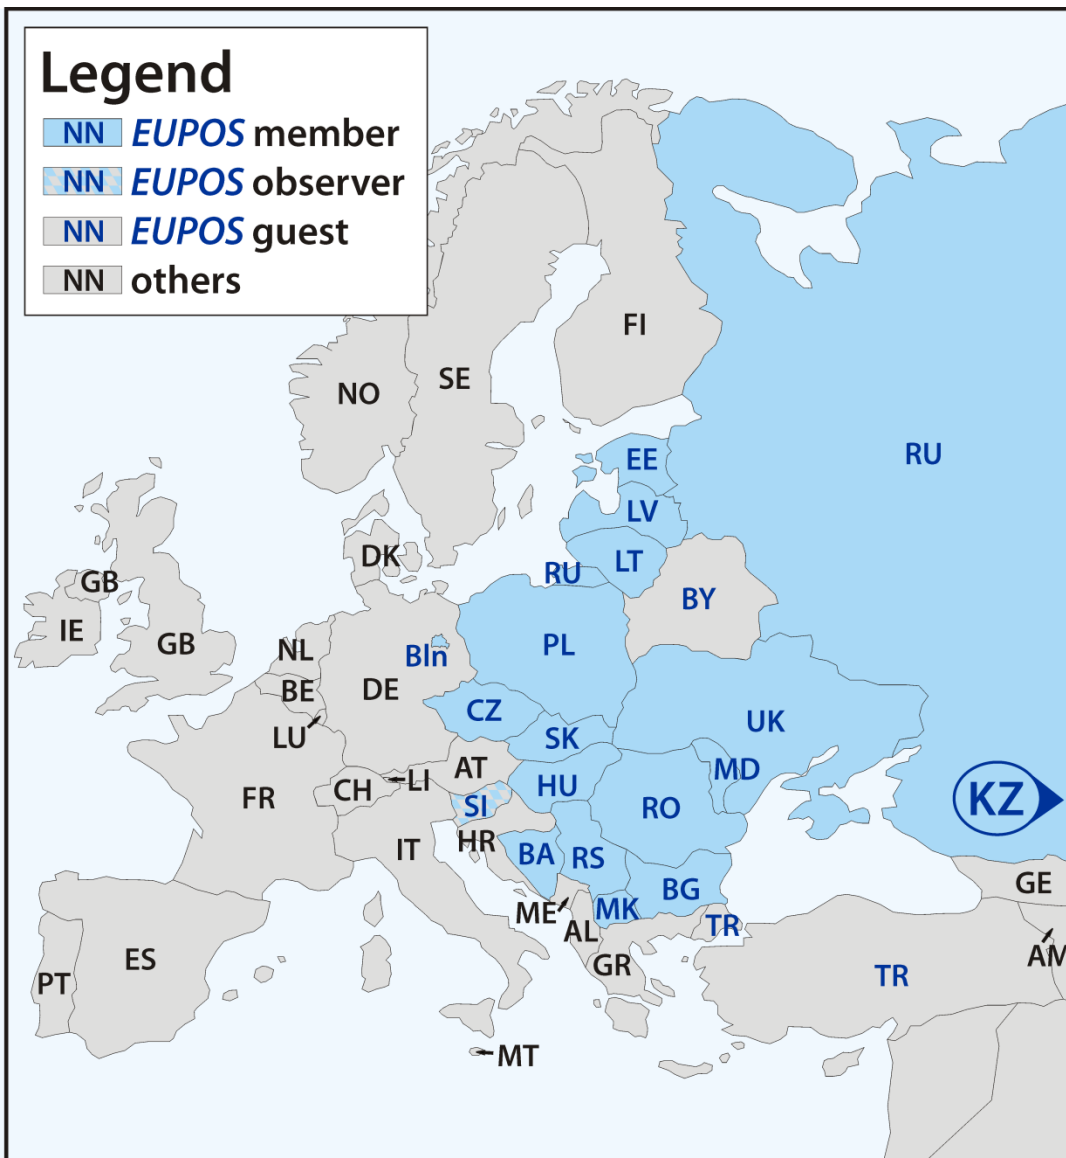 Legend
NN EUPOS member
NN EUPOS observer
NN EUPOS guest
NN others
FI
SE
NO
RU
EE
LV
DK
LT
RU
GB
BY
IE
GB
NL
Bln
PL
BE
DE
CZ
UK
LU
SK
AT
MD
LI
HU
CH
FR
SI
RO
KZ
HR
IT
BA
RS
GE
BG
MK
ME
TR
AL
ES
GR
AM
PT
TR
MT